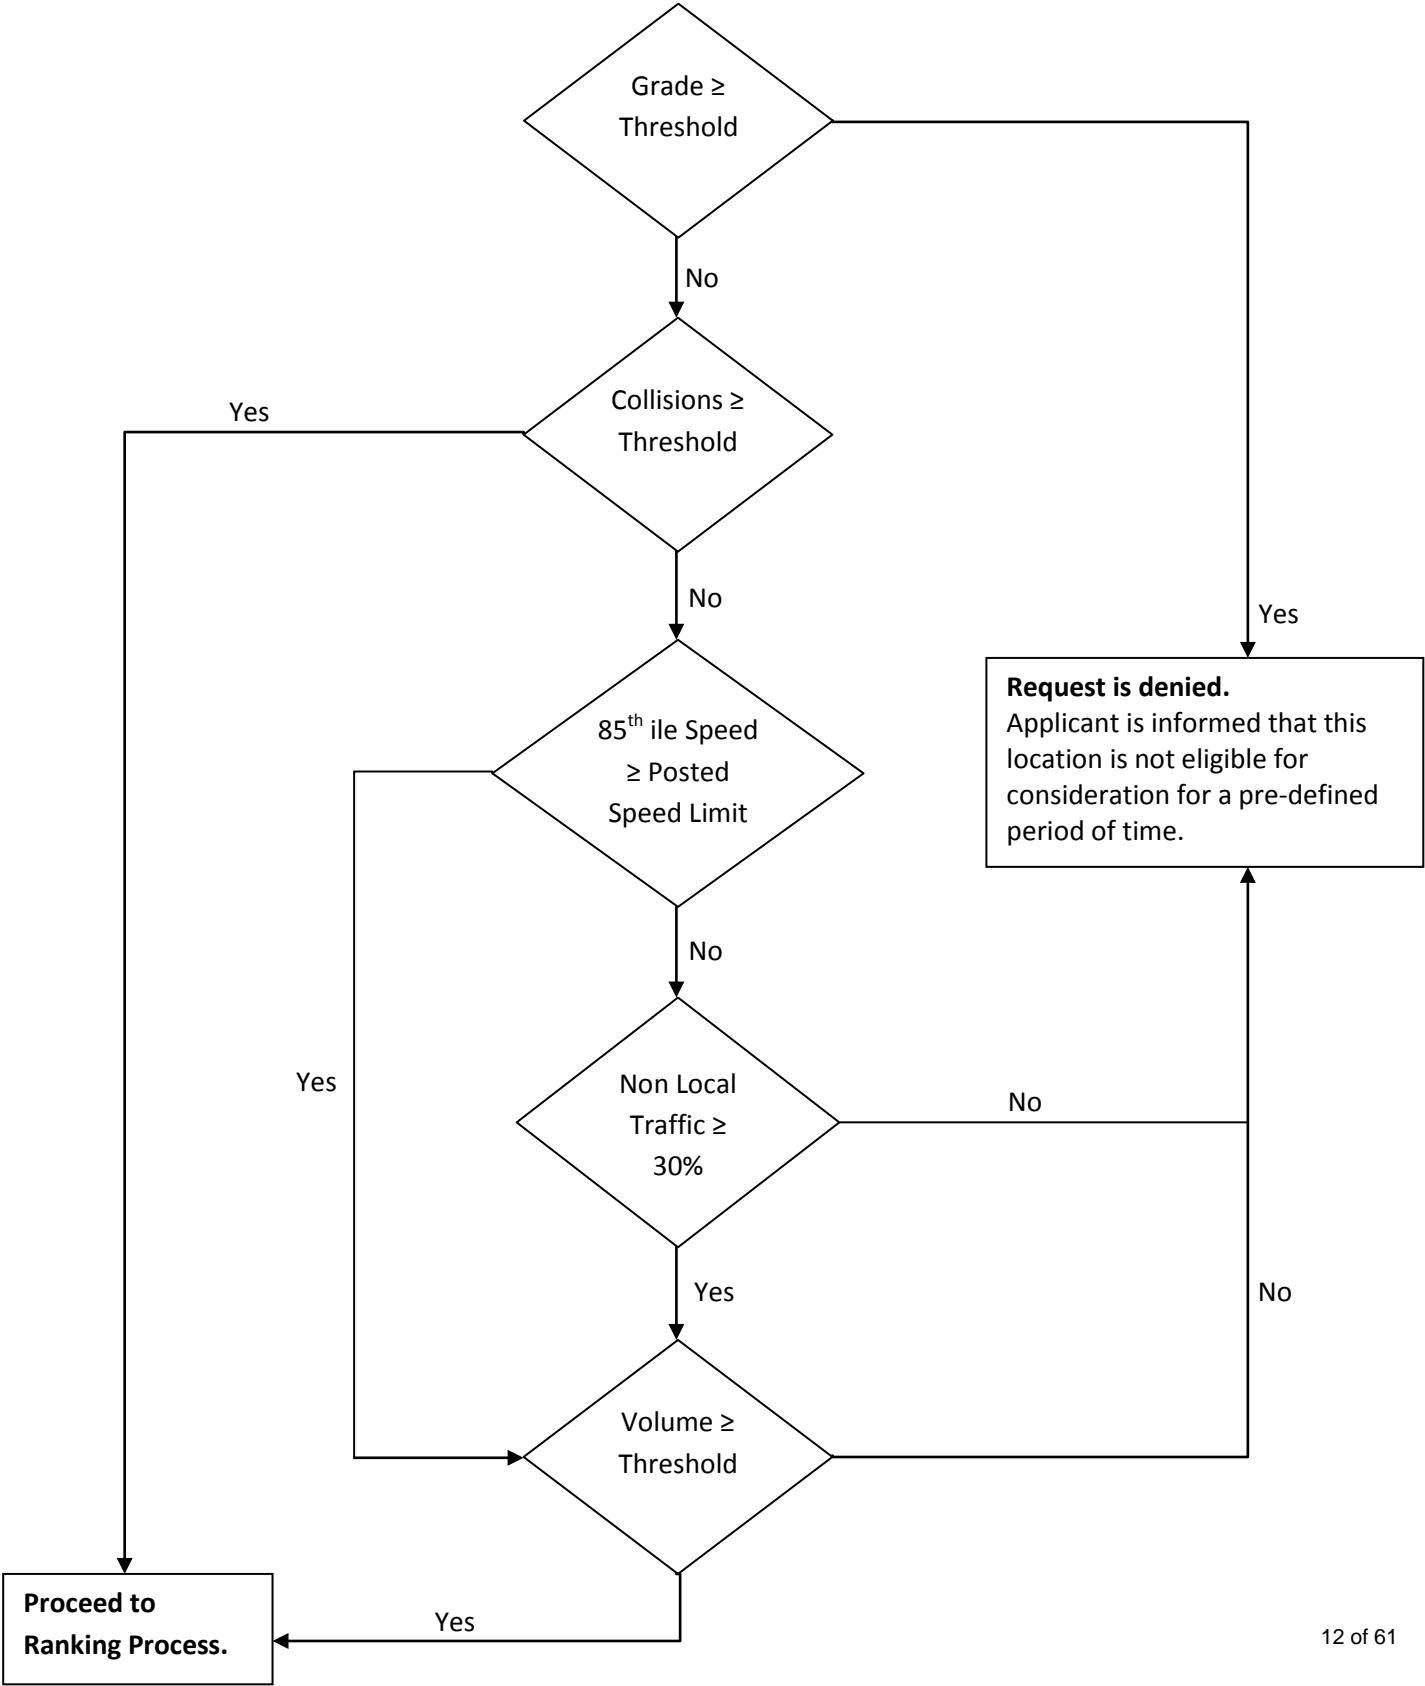 Grade ≥
Threshold
No
Collisions ≥
Threshold
Yes
No
Yes
85th ile Speed
≥ Posted
Speed Limit
Request is denied.
Applicant is informed that this
location is not eligible for
consideration for a pre-defined
period of time.
No
Yes
Non Local
Traffic ≥
30%
No
Yes
No
Volume ≥
Threshold
Proceed to
Ranking Process.
Yes
12 of 61